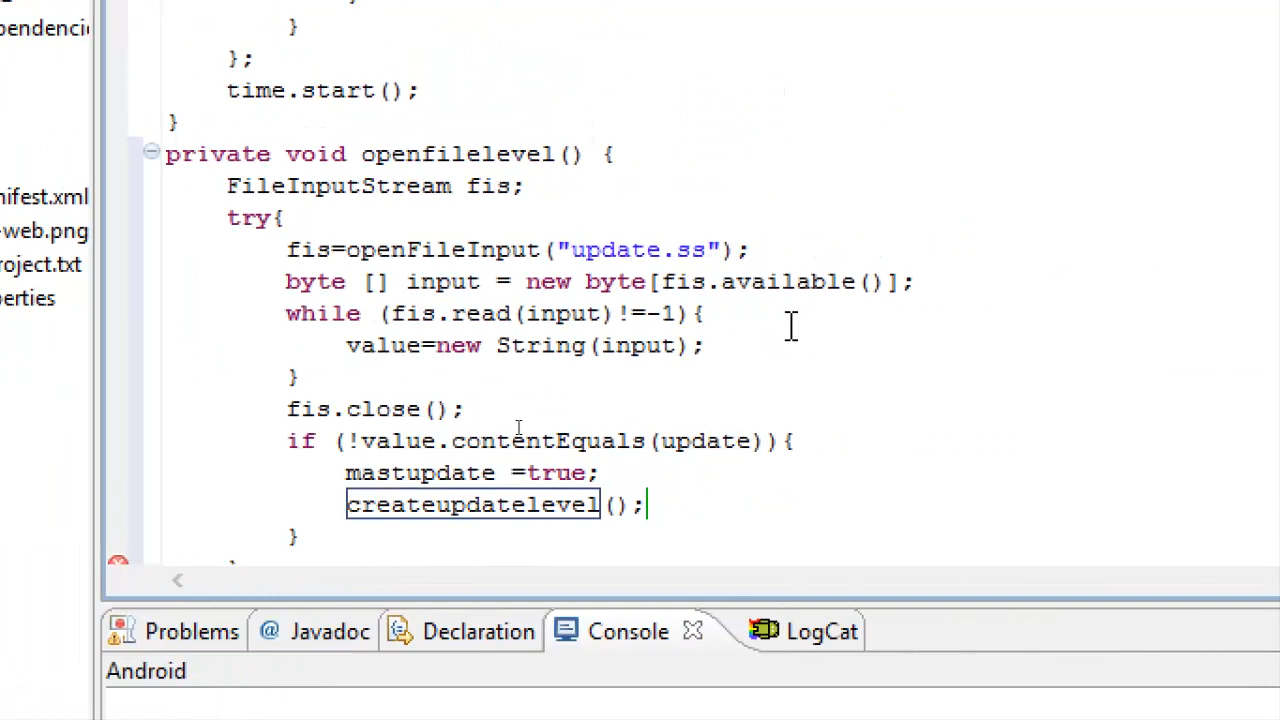 pendenci
}
};
time.start();
}
private void openfilelevel() {
FileInputStream fis;
try{
nifest.xml
fis=openFileInput("update.ss");
-web.png
byte [] input = new byte[fis.available()];
roject.txt
while (fis.read(input)!=-1){
perties
value=new String(input);
}
fis.close();
if (!value.contentEquals(update)){
mastupdate =true;
createupdatelevel();
}
Problems @ Javadoc Declaration Console LogCat
Android